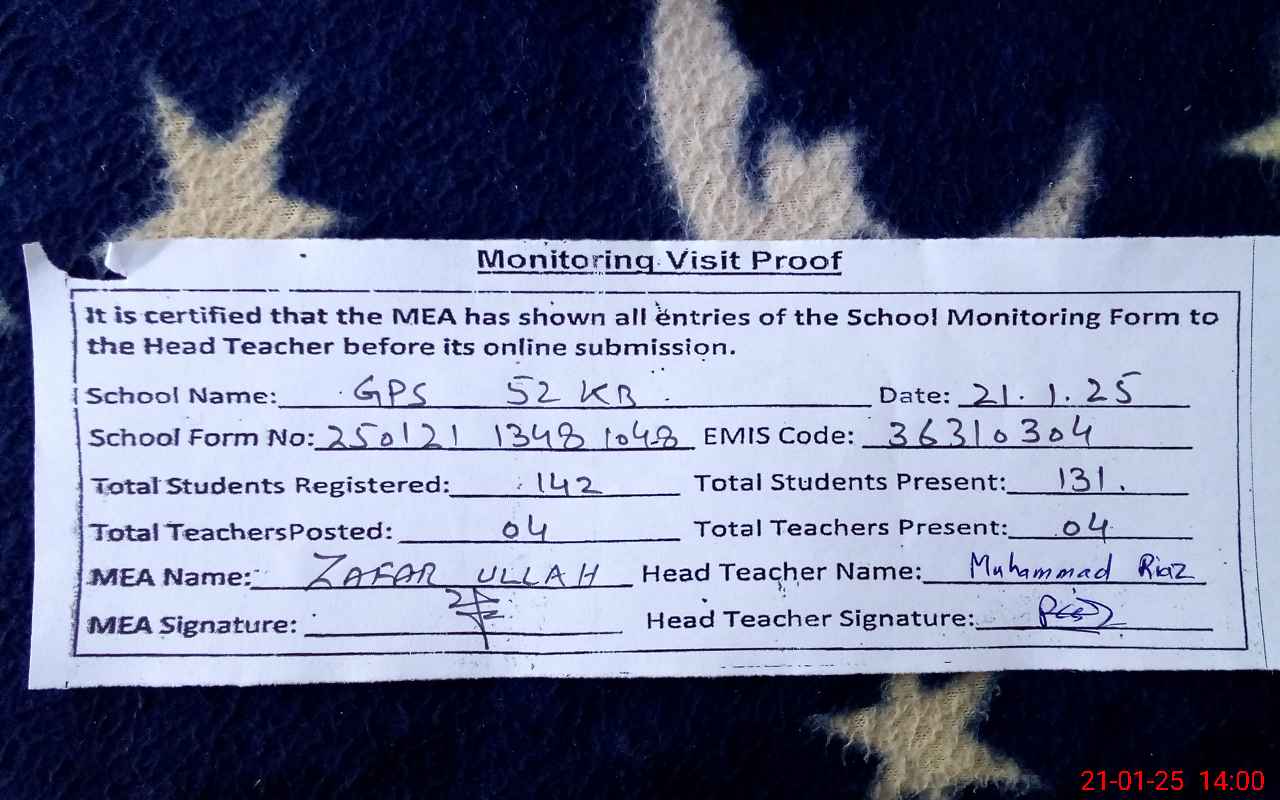 Monitoring Visit Proof
It is certified that the MEA has shown all entries of the School Monitoring Form to
the Head Teacher before its online submission.
School Name: GPS 52 KB Date: 21.1.25
School Form No: 250121 1348 1048 EMIS Code: 36310304
Total Students Registered: 142 Total Students Present: 131.
Total TeachersPosted: 04 Total Teachers Present: 04
MEA Name: ZAFAR ULLAH Head Teacher Name: Muhammad Riaz
MEA Signature: Head Teacher Signature:
21-01-25 14:00